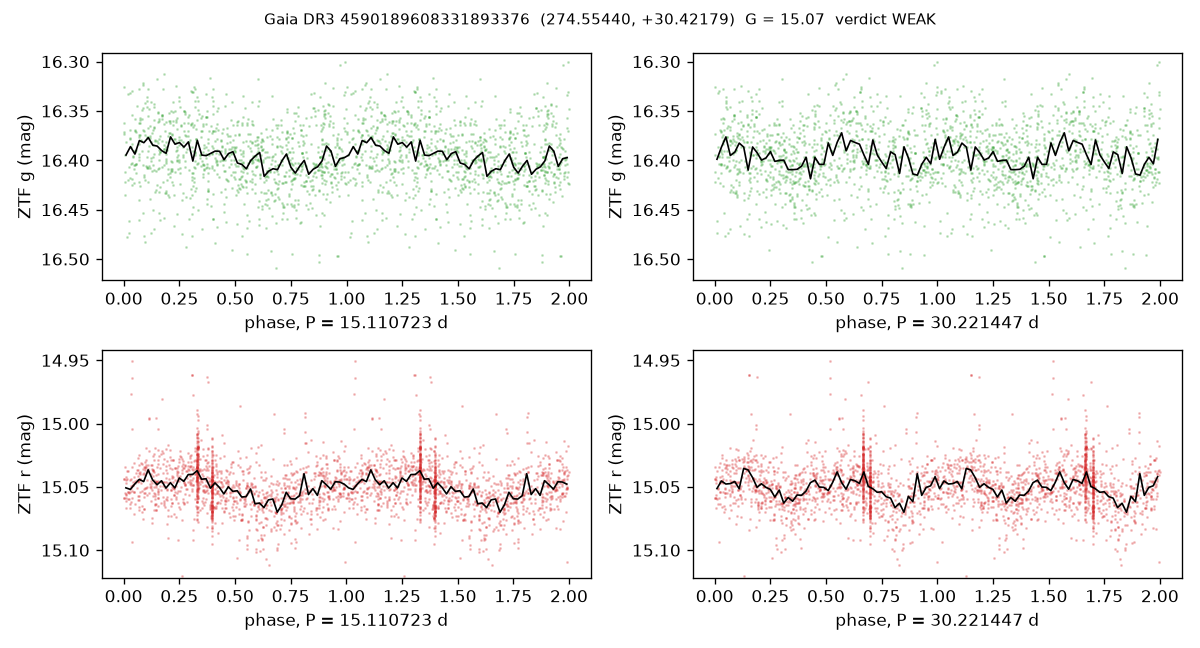 Gaia DR3 4590189608331893376 (274.55440, +30.42179) G = 15.07 verdict WEAK
16.30
16.35
16.40
16.45
16.50
ZTF g (mag)
0.00 0.25 0.50 0.75 1.00 1.25 1.50 1.75 2.00
phase, P = 15.110723 d
16.30
16.35
16.40
16.45
16.50
ZTF g (mag)
0.00 0.25 0.50 0.75 1.00 1.25 1.50 1.75 2.00
phase, P = 30.221447 d
14.95
15.00
15.05
15.10
ZTF r (mag)
0.00 0.25 0.50 0.75 1.00 1.25 1.50 1.75 2.00
phase, P = 15.110723 d
14.95
15.00
15.05
15.10
ZTF r (mag)
0.00 0.25 0.50 0.75 1.00 1.25 1.50 1.75 2.00
phase, P = 30.221447 d